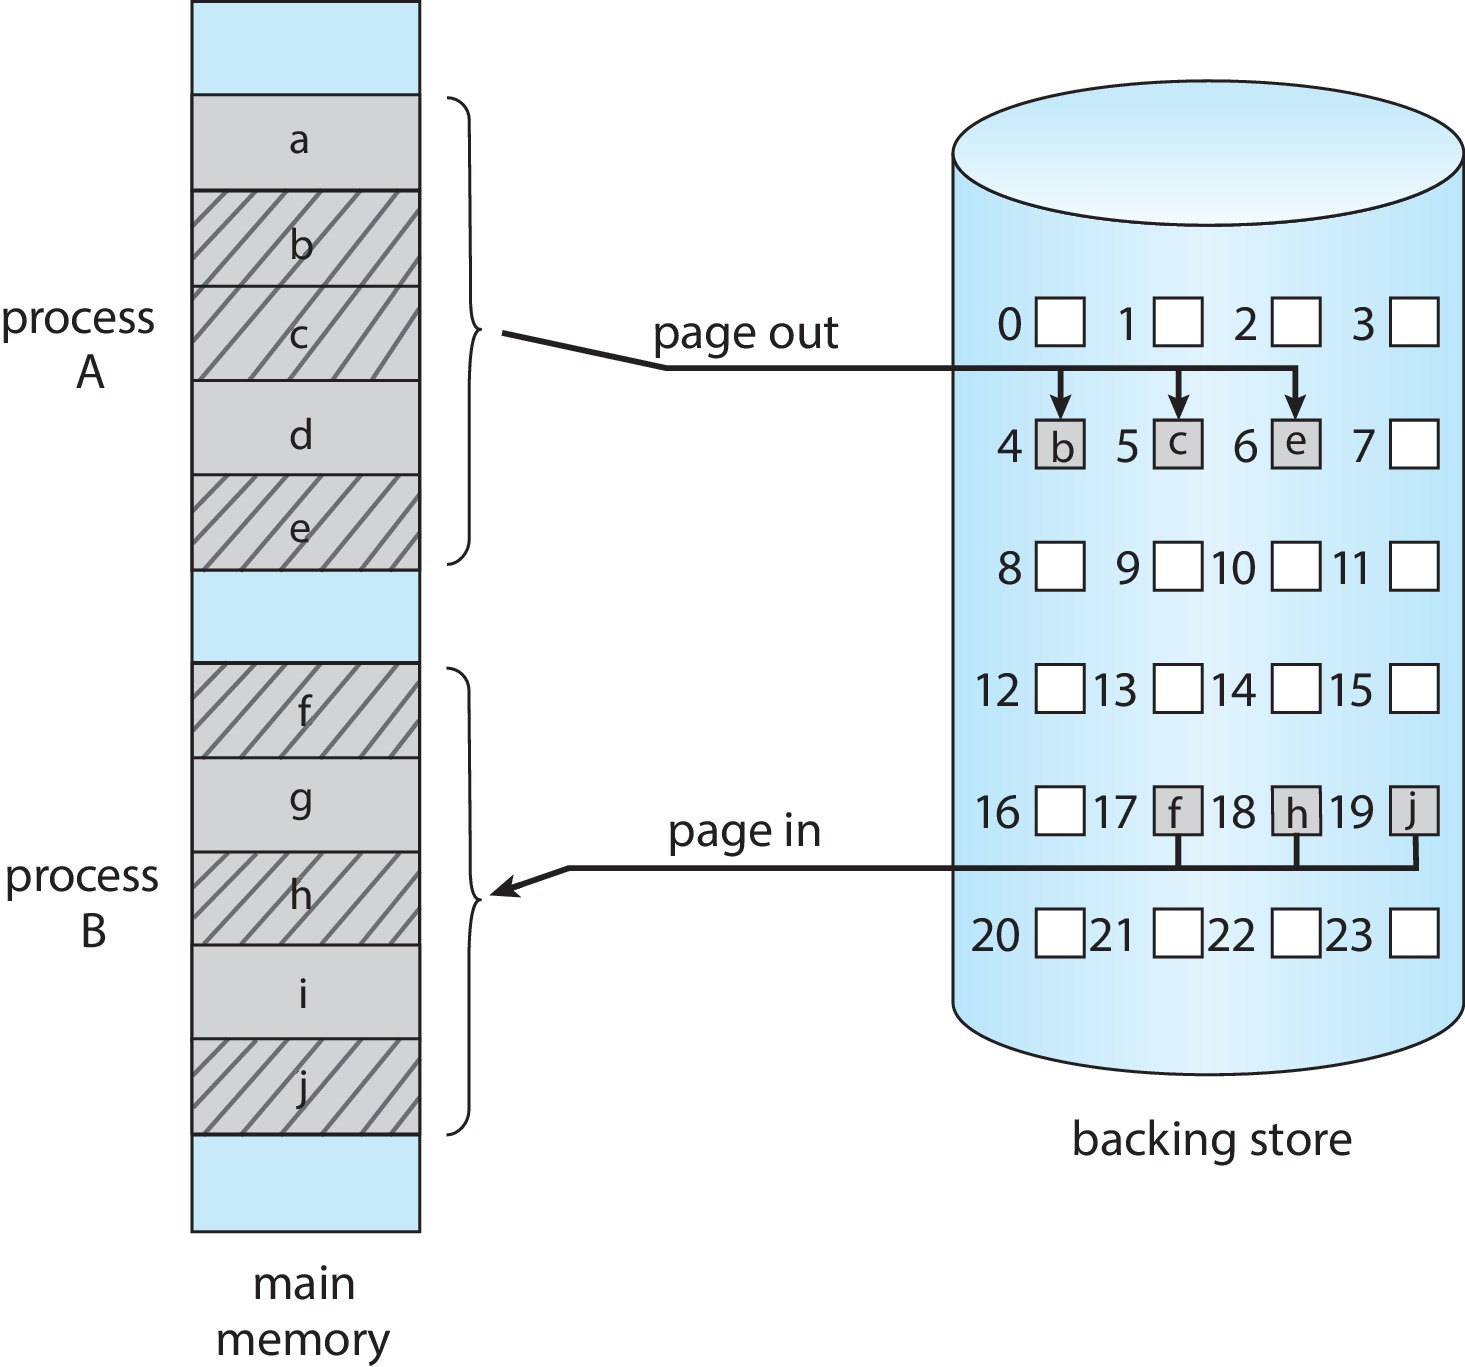 a
b
c
d
e
process
A
page out
0 1 2 3
4 b 5 c 6 e 7
8 9 10 11
12 13 14 15
f
g
h
i
j
process
B
page in
16 17 f 18 h 19 j
20 21 22 23
backing store
main
memory